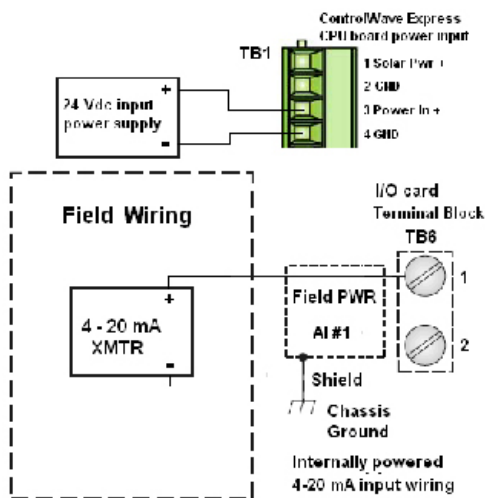 ControlWave Express
CPU board power input
TB1
1 Solar Pwr +
2 GND
3 Power In +
4 GND
+
24 Vdc input
power supply
-
Field Wiring
I/O card
Terminal Block
TB6
+
4 - 20 mA
XMTR
-
Field PWR
AI #1
1
2
Shield
Chassis
Ground
Internally powered
4-20 mA input wiring